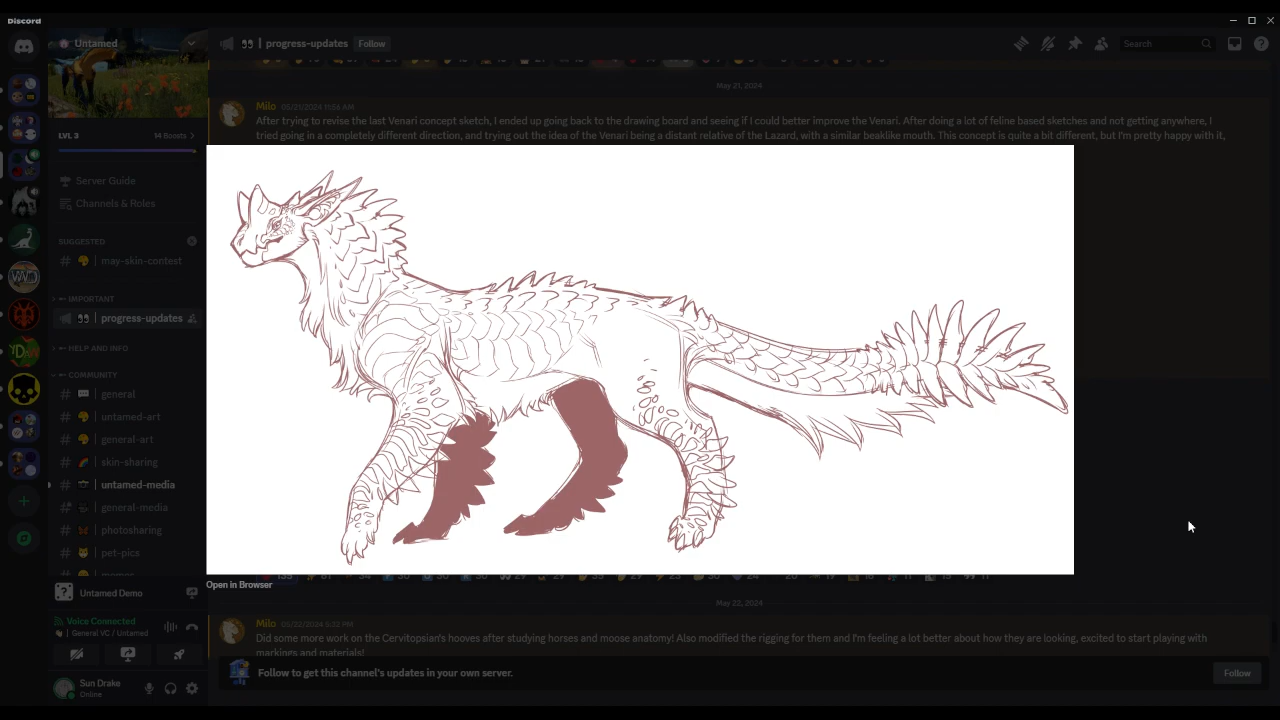 Discord
Untamed
progress-updates
Follow
Search
LVL 3
14 Boosts
Server Guide
Channels & Roles
SUGGESTED
may-skin-contest
IMPORTANT
progress-updates
HELP AND INFO
COMMUNITY
general
untamed-art
general-art
skin-sharing
untamed-media
general-media
photosharing
pet-pics
Untamed Demo
Voice Connected
General VC / Untamed
Sun Drake
Online
May 21, 2024
Milo 05/21/2024 11:56 AM
After trying to revise the last Venari concept sketch, I ended up going back to the drawing board and seeing if I could better improve the Venari. After doing a lot of feline based sketches and not getting anywhere, I
tried going in a completely different direction, and trying out the idea of the Venari being a distant relative of the Lazard, with a similar beaklike mouth. This concept is quite a bit different, but I'm pretty happy with it,
Open in Browser
May 22, 2024
Milo 05/22/2024 5:22 PM
Did some more work on the Cervitopsian's hooves after studying horses and moose anatomy! Also modified the rigging for them and I'm feeling a lot better about how they are looking, excited to start playing with
markings and materials!
Follow to get this channel's updates in your own server.
Follow